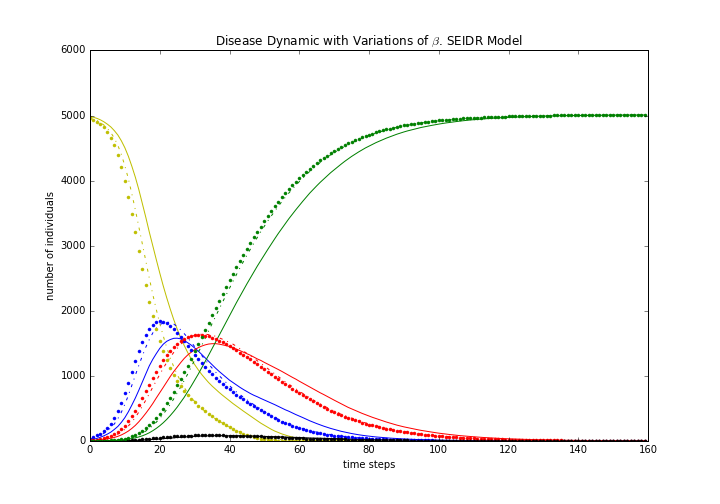 Disease Dynamic with Variations of β. SEIDR Model
6000
5000
4000
3000
2000
1000
0
number of individuals
0 20 40 60 80 100 120 140 160
time steps